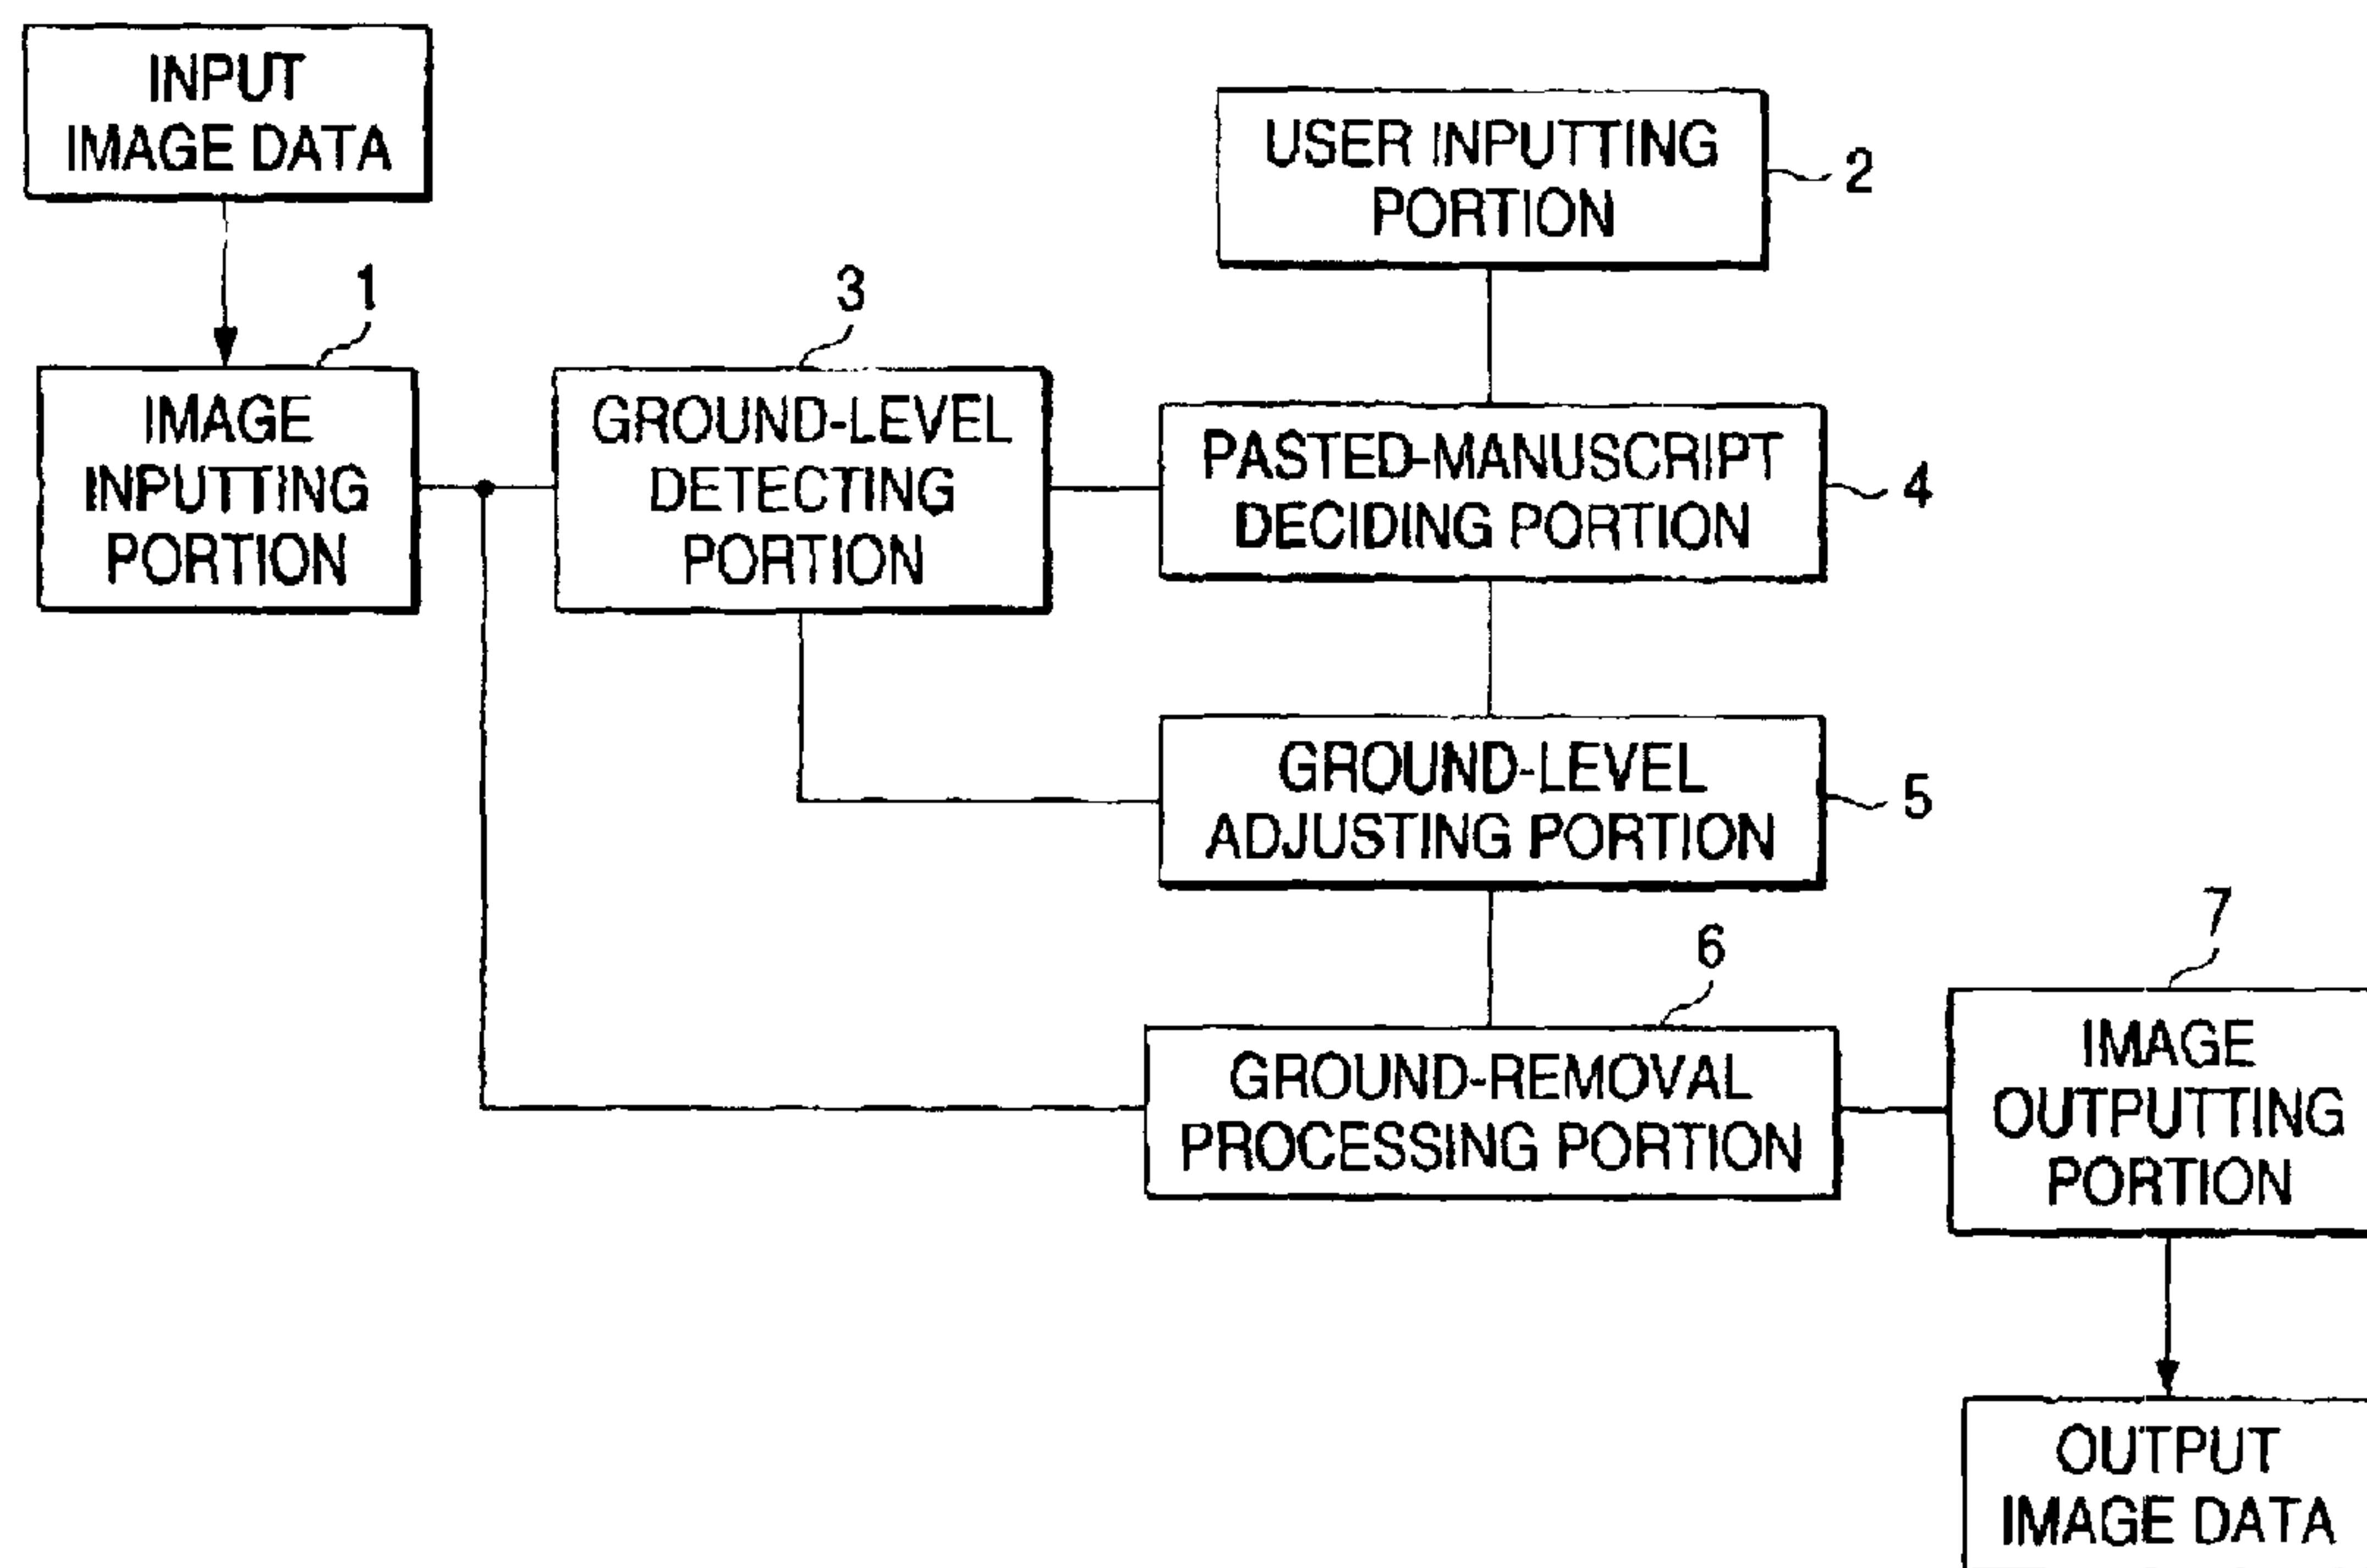 INPUT
IMAGE DATA
USER INPUTTING
PORTION
2
1
3
IMAGE
INPUTTING
PORTION
GROUND-LEVEL
DETECTING
PORTION
PASTED-MANUSCRIPT
DECIDING PORTION
4
GROUND-LEVEL
ADJUSTING PORTION
5
6
7
GROUND-REMOVAL
PROCESSING PORTION
IMAGE
OUTPUTTING
PORTION
OUTPUT
IMAGE DATA